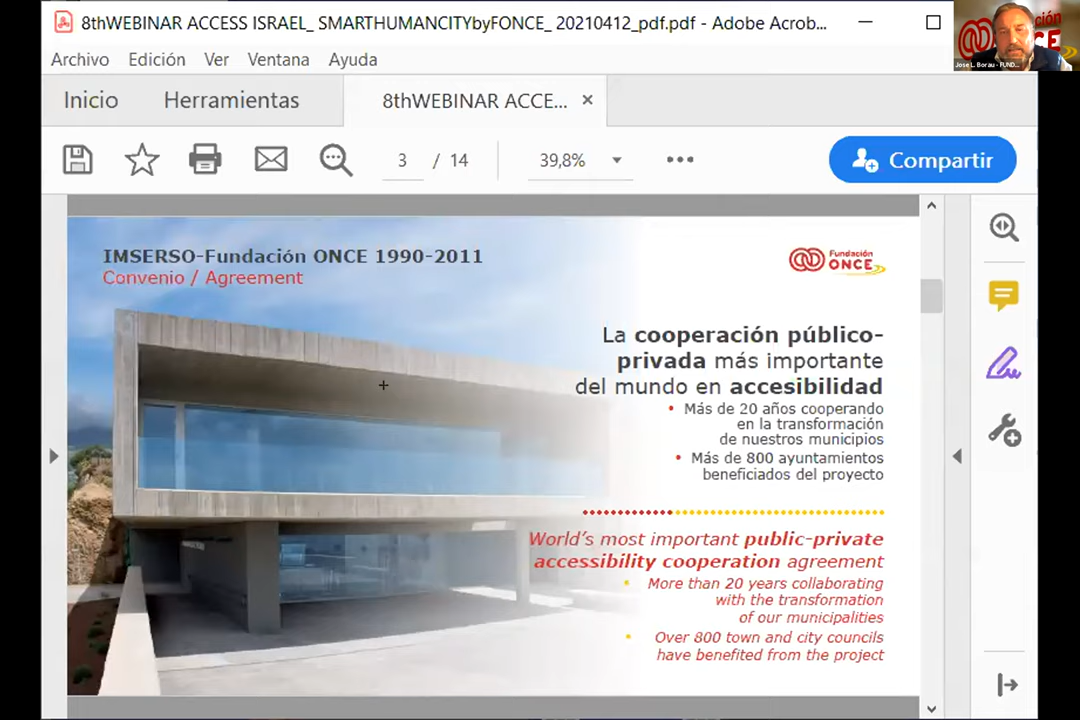 8thWEBINAR ACCESS ISRAEL_ SMARTHUMANCITYbyFONCE_ 20210412_pdf.pdf - Adobe Acrob...
Archivo Edición Ver Ventana Ayuda
Inicio Herramientas 8thWEBINAR ACCE... ×
3 / 14 39,8% Compartir
Jose L. Borau - FUND...
IMSERSO-Fundación ONCE 1990-2011
Convenio / Agreement
Fundación
ONCE
La cooperación público-
privada más importante
del mundo en accesibilidad
• Más de 20 años cooperando
en la transformación
de nuestros municipios
• Más de 800 ayuntamientos
beneficiados del proyecto
World's most important public-private
accessibility cooperation agreement
• More than 20 years collaborating
with the transformation
of our municipalities
• Over 800 town and city councils
have benefited from the project